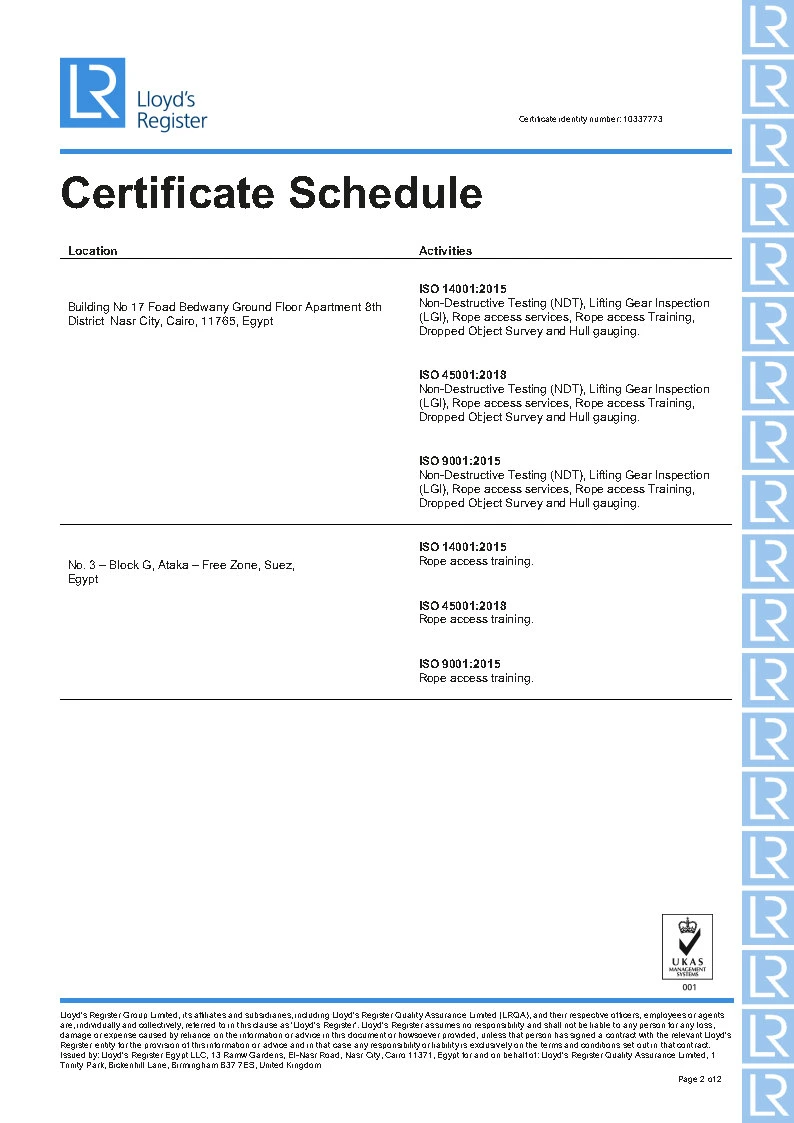 LR
Lloyd's
Register
Certificate identity number: 10337773
Certificate Schedule
Location Activities
ISO 14001:2015
Building No 17 Foad Bedwany Ground Floor Apartment 8th
District Nasr City, Cairo, 11765, Egypt
Non-Destructive Testing (NDT), Lifting Gear Inspection
(LGI), Rope access services, Rope access Training,
Dropped Object Survey and Hull gauging.
ISO 45001:2018
Non-Destructive Testing (NDT), Lifting Gear Inspection
(LGI), Rope access services, Rope access Training,
Dropped Object Survey and Hull gauging.
ISO 9001:2015
Non-Destructive Testing (NDT), Lifting Gear Inspection
(LGI), Rope access services, Rope access Training,
Dropped Object Survey and Hull gauging.
No. 3 – Block G, Ataka – Free Zone, Suez,
Egypt
ISO 14001:2015
Rope access training.
ISO 45001:2018
Rope access training.
ISO 9001:2015
Rope access training.
UKAS
MANAGEMENT
SYSTEMS
001
Lloyd's Register Group Limited, its affiliates and subsidiaries, including Lloyd's Register Quality Assurance Limited (LRQA), and their respective officers, employees or agents
are, individually and collectively, referred to in this clause as 'Lloyd's Register'. Lloyd's Register assumes no responsibility and shall not be liable to any person for any loss,
damage or expense caused by reliance on the information or advice in this document or howsoever provided, unless that person has signed a contract with the relevant Lloyd's
Register entity for the provision of this information or advice and in that case any responsibility or liability is exclusively on the terms and conditions set out in that contract.
Issued by: Lloyd's Register Egypt LLC, 13 Ramw Gardens, El-Nasr Road, Nasr City, Cairo 11371, Egypt for and on behalf of: Lloyd's Register Quality Assurance Limited, 1
Trinity Park, Bickenhill Lane, Birmingham B37 7ES, United Kingdom
Page 2 of 2